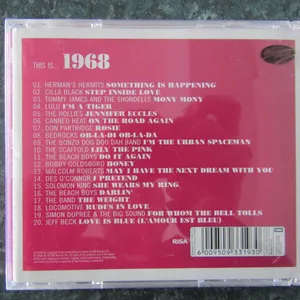 THIS IS... 1968
01. HERMAN'S HERMITS SOMETHING IS HAPPENING
02. CILLA BLACK STEP INSIDE LOVE
03. TOMMY JAMES AND THE SHONDELLS MONY MONY
04. LULU I'M A TIGER
05. THE HOLLIES JENNIFER ECCLES
06. CANNED HEAT ON THE ROAD AGAIN
07. DON PARTRIDGE ROSIE
08. BEDROCKS OB-LA-DI OB-LA-DA
09. THE BONZO DOG DOO DAH BAND I'M THE URBAN SPACEMAN
10. THE SCAFFOLD LILY THE PINK
11. THE BEACH BOYS DO IT AGAIN
12. BOBBY GOLDSBORO HONEY
13. MALCOLM ROBERTS MAY I HAVE THE NEXT DREAM WITH YOU
14. DES O'CONNOR I PRETEND
15. SOLOMON KING SHE WEARS MY RING
16. THE BEACH BOYS DARLIN'
17. THE BAND THE WEIGHT
18. LOCOMOTIVE RUDI'S IN LOVE
19. SIMON DUPREE & THE BIG SOUND FOR WHOM THE BELL TOLLS
20. JEFF BECK LOVE IS BLUE (L'AMOUR EST BLEU)
RISA
6 009509 331930